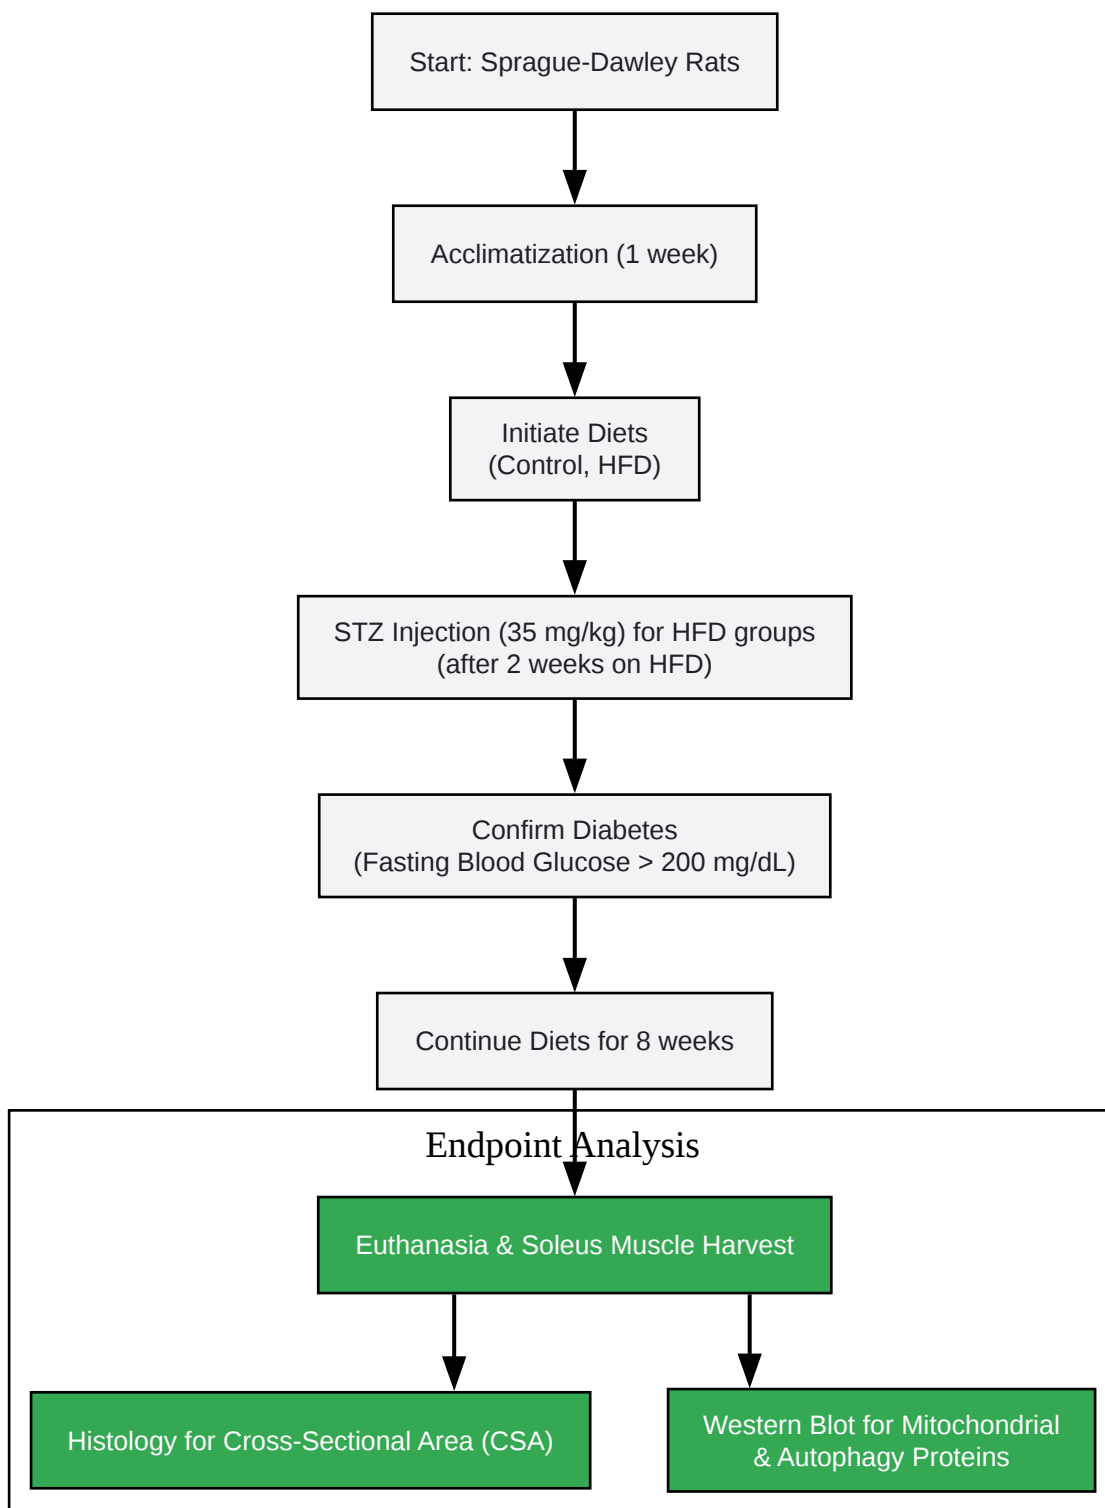 Start: Sprague-Dawley Rats
Acclimatization (1 week)
Initiate Diets
(Control, HFD)
STZ Injection (35 mg/kg) for HFD groups
(after 2 weeks on HFD)
Confirm Diabetes
(Fasting Blood Glucose > 200 mg/dL)
Continue Diets for 8 weeks
Endpoint Analysis
Euthanasia & Soleus Muscle Harvest
Histology for Cross-Sectional Area (CSA)
Western Blot for Mitochondrial
& Autophagy Proteins